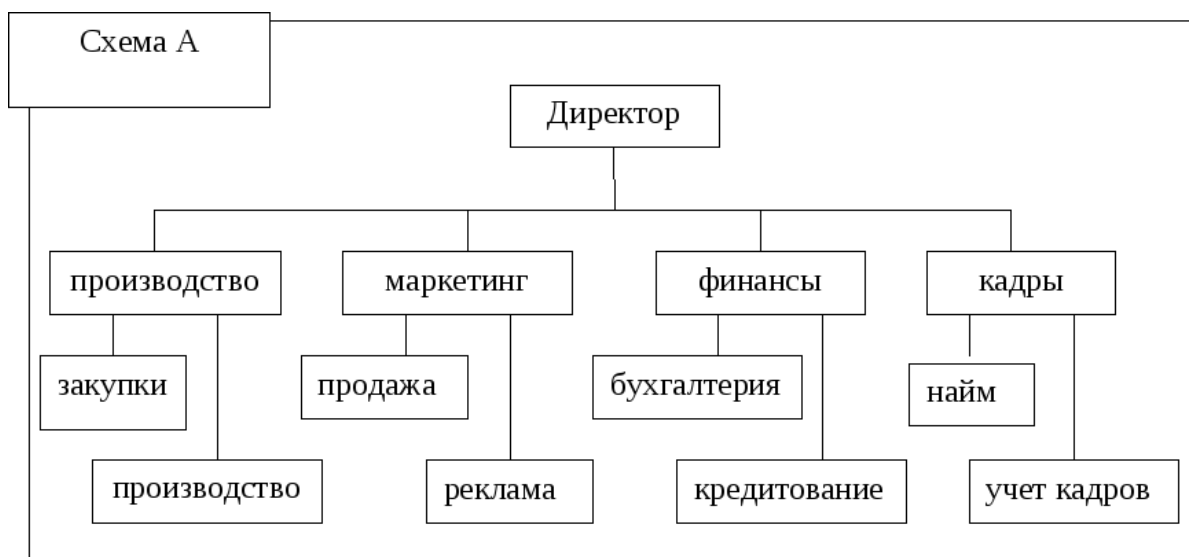 Схема А
Директор
производство
маркетинг
финансы
кадры
закупки
продажа
бухгалтерия
найм
производство
реклама
кредитование
учет кадров